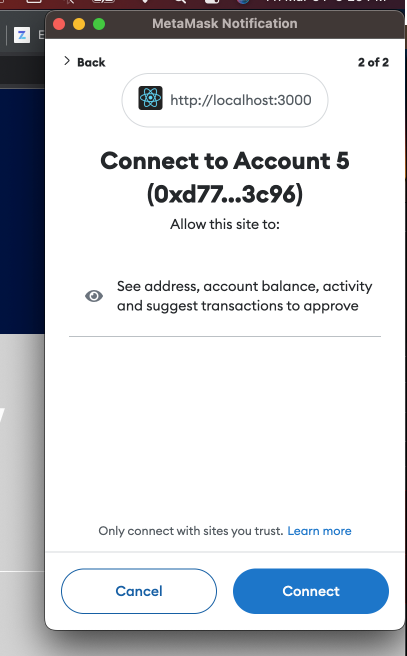 MetaMask Notification
Back
2 of 2
http://localhost:3000
Connect to Account 5
(0xd77...3c96)
Allow this site to:
See address, account balance, activity
and suggest transactions to approve
Only connect with sites you trust. Learn more
Cancel
Connect